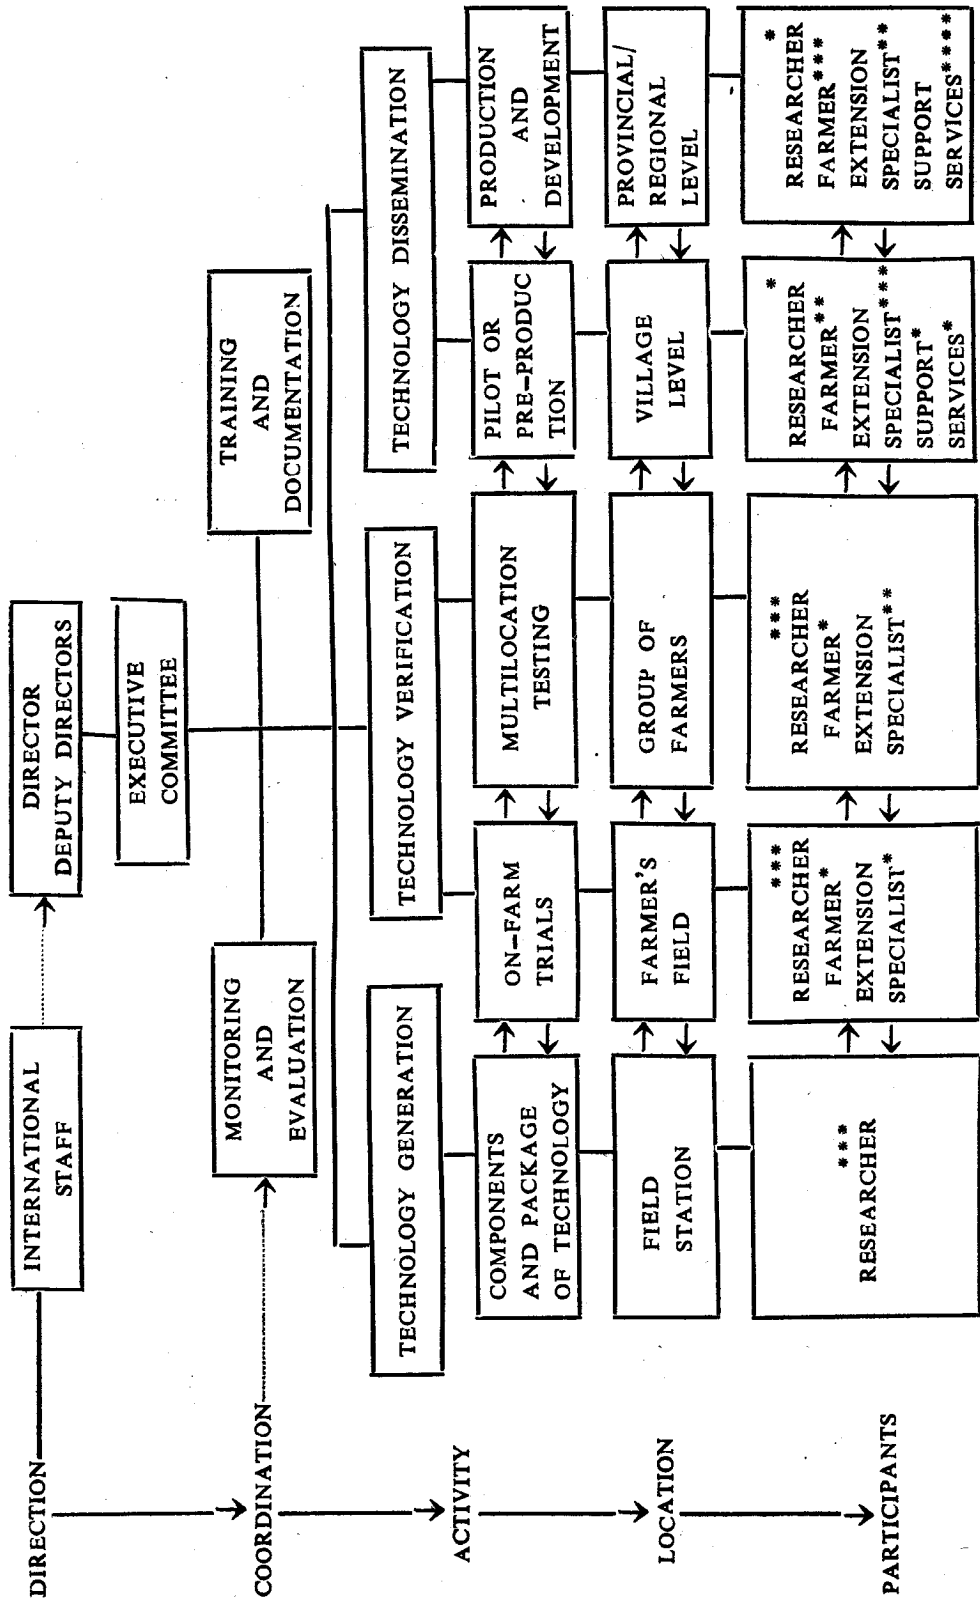 DIRECTION
INTERNATIONAL
STAFF
DIRECTOR
DEPUTY DIRECTORS
EXECUTIVE
COMMITTEE
COORDINATION
MONITORING
AND
EVALUATION
TRAINING
AND
DOCUMENTATION
TECHNOLOGY GENERATION
TECHNOLOGY VERIFICATION
TECHNOLOGY DISSEMINATION
ACTIVITY
COMPONENTS
AND PACKAGE
OF TECHNOLOGY
ON-FARM
TRIALS
MULTILOCATION
TESTING
PILOT OR
PRE-PRODUC
TION
PRODUCTION
AND
DEVELOPMENT
LOCATION
FIELD
STATION
FARMER'S
FIELD
GROUP OF
FARMERS
VILLAGE
LEVEL
PROVINCIAL/
REGIONAL
LEVEL
PARTICIPANTS
***
RESEARCHER
***
RESEARCHER
FARMER*
EXTENSION
SPECIALIST*
***
RESEARCHER
FARMER*
EXTENSION
SPECIALIST**
*
RESEARCHER
FARMER**
EXTENSION
SPECIALIST***
SUPPORT*
SERVICES*
*
RESEARCHER
FARMER***
EXTENSION
SPECIALIST**
SUPPORT
SERVICES****